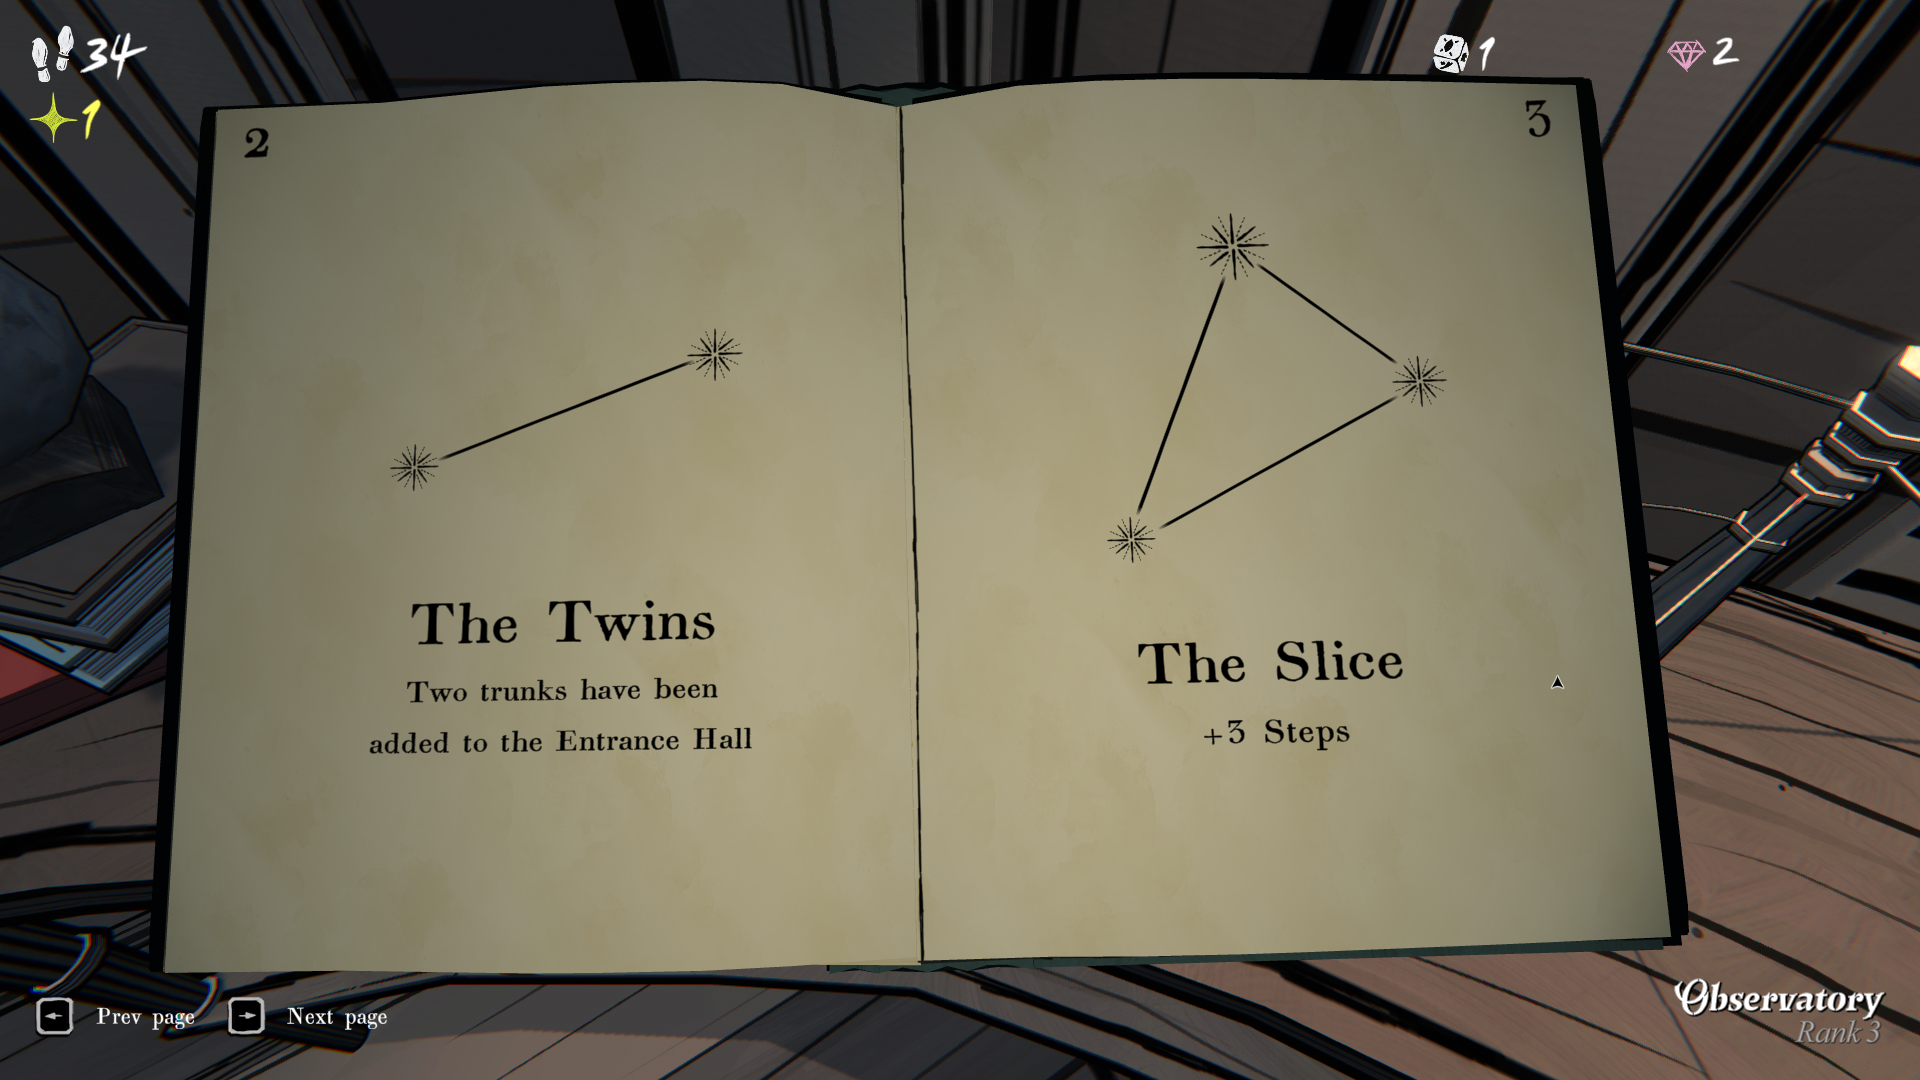 34
1
1
2
2
3
The Twins
Two trunks have been
added to the Entrance Hall
The Slice
+3 Steps
Prev page
Next page
Observatory
Rank 3